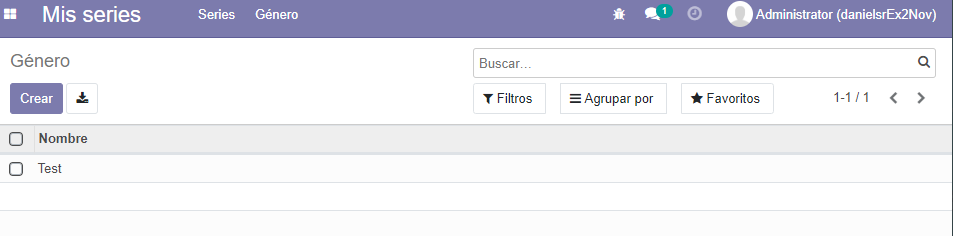 Mis series Series Género 1 Administrator (danielsrEx2Nov)
Género Buscar...
Crear Filtros Agrupar por Favoritos 1-1 / 1
Nombre
Test